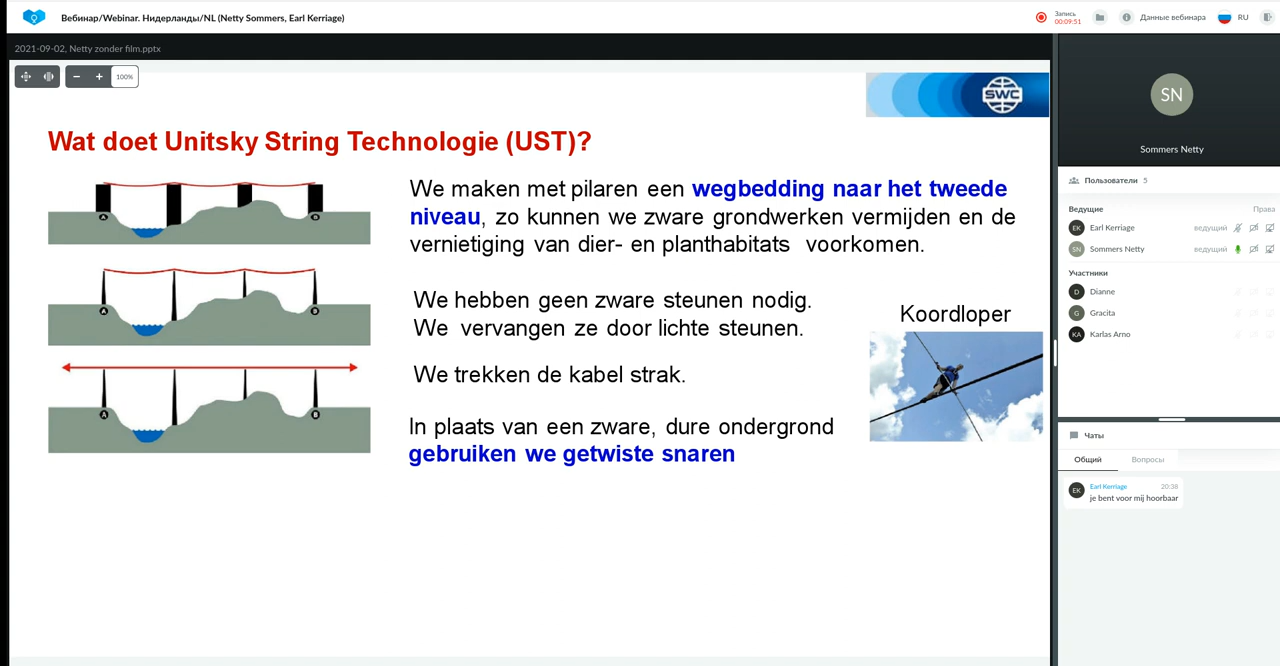 Вебинар/Webinar. Нидерланды/NL (Netty Sommers, Earl Kerriage)
Запись
00:09:51
Данные вебинара
RU
2021-09-02, Netty zonder film.pptx
100%
SWC
Wat doet Unitsky String Technologie (UST)?
We maken met pilaren een wegbedding naar het tweede
niveau, zo kunnen we zware grondwerken vermijden en de
vernietiging van dier- en planthabitats voorkomen.
We hebben geen zware steunen nodig.
We vervangen ze door lichte steunen.
We trekken de kabel strak.
In plaats van een zware, dure ondergrond
gebruiken we getwiste snaren
Koordloper
A
B
A
B
A
B
SN
Sommers Netty
Пользователи 5
Ведущие Права
EK Earl Kerriage ведущий
SN Sommers Netty ведущий
Участники
D Dianne
G Gracita
KA Karlas Arno
Чаты
Общий Вопросы
EK Earl Kerriage 20:38
je bent voor mij hoorbaar